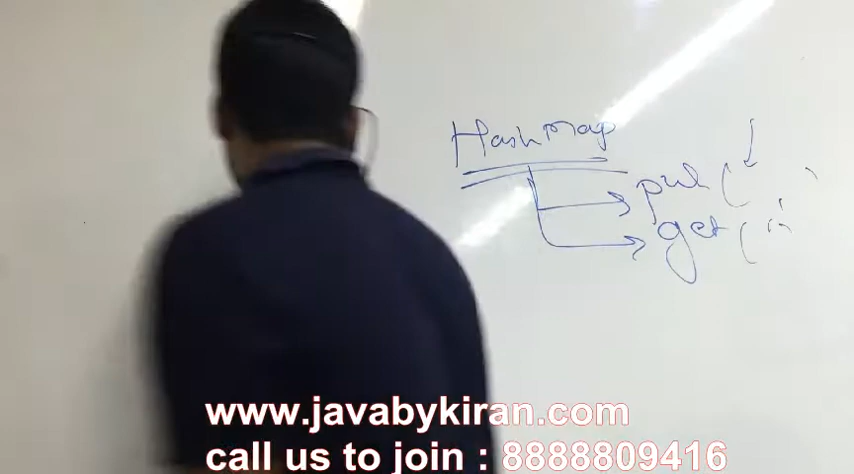 HashMap
put (
get (
www.javabykiran.com
call us to join : 8888809416